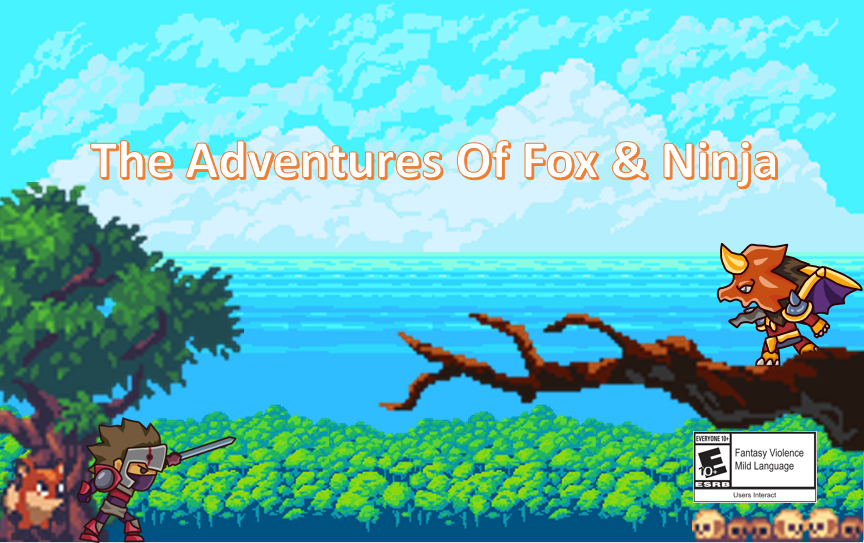 The Adventures Of Fox & Ninja
EVERYONE 10+
E
10+
ESRB
Fantasy Violence
Mild Language
Users Interact